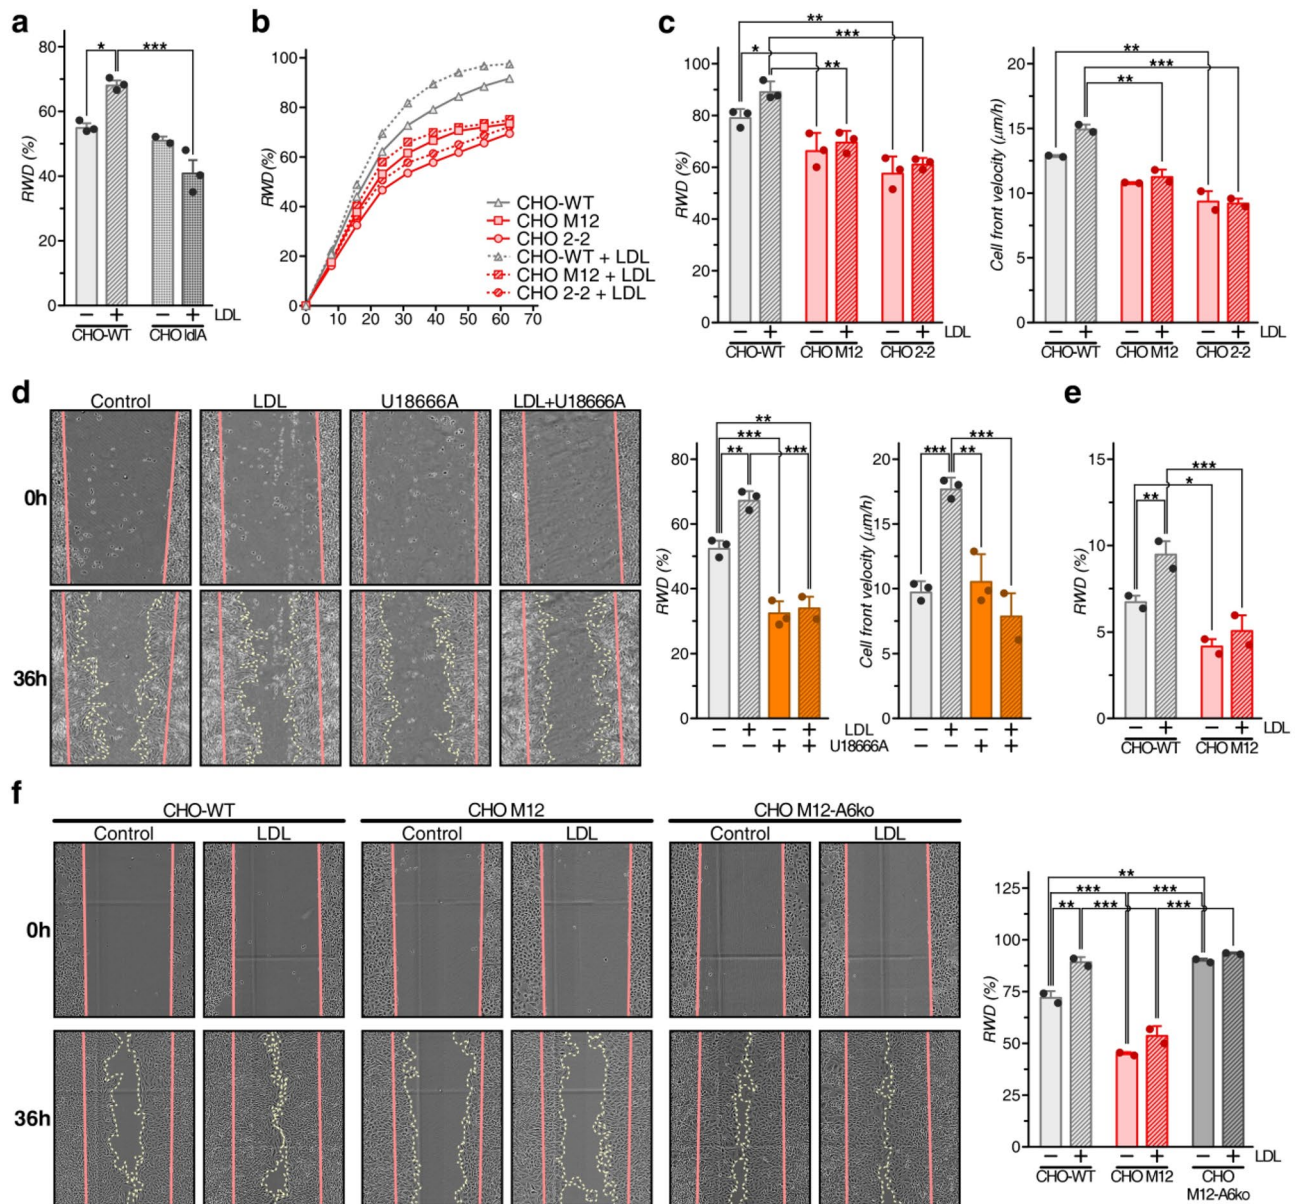 a
80
60
40
20
0
RWD (%)
* ***
− + − + LDL
CHO-WT CHO ldlA
b
100
80
60
40
20
0
RWD (%)
0 10 20 30 40 50 60 70
CHO-WT
CHO M12
CHO 2-2
CHO-WT + LDL
CHO M12 + LDL
CHO 2-2 + LDL
c
100
80
60
40
20
0
RWD (%)
**
***
*
**
− + − + − + LDL
CHO-WT CHO M12 CHO 2-2
20
15
10
5
0
Cell front velocity (µm/h)
**
***
**
− + − + − + LDL
CHO-WT CHO M12 CHO 2-2
d
Control LDL U18666A LDL+U18666A
0h
36h
80
60
40
20
0
RWD (%)
**
***
** ***
− + − + LDL
− − + + U18666A
20
15
10
5
0
Cell front velocity (µm/h)
***
*** **
− + − +
− − + +
e
15
10
5
0
RWD (%)
***
*
**
− + − + LDL
CHO-WT CHO M12
f
CHO-WT CHO M12 CHO M12-A6ko
Control LDL Control LDL Control LDL
0h
36h
125
100
75
50
25
0
RWD (%)
**
*** ***
** *** ***
− + − + − + LDL
CHO-WT CHO M12 CHO
M12-A6ko